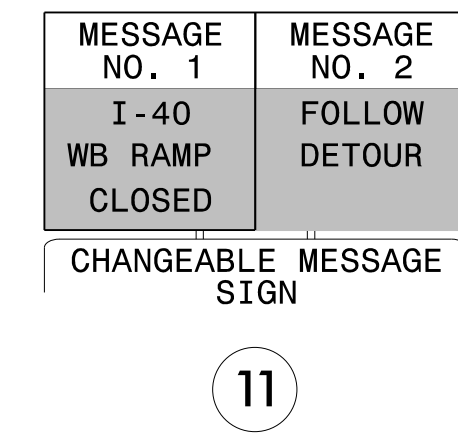 MESSAGE NO. 1
I-40
WB RAMP
CLOSED
MESSAGE NO. 2
FOLLOW
DETOUR
CHANGEABLE MESSAGE
SIGN
11